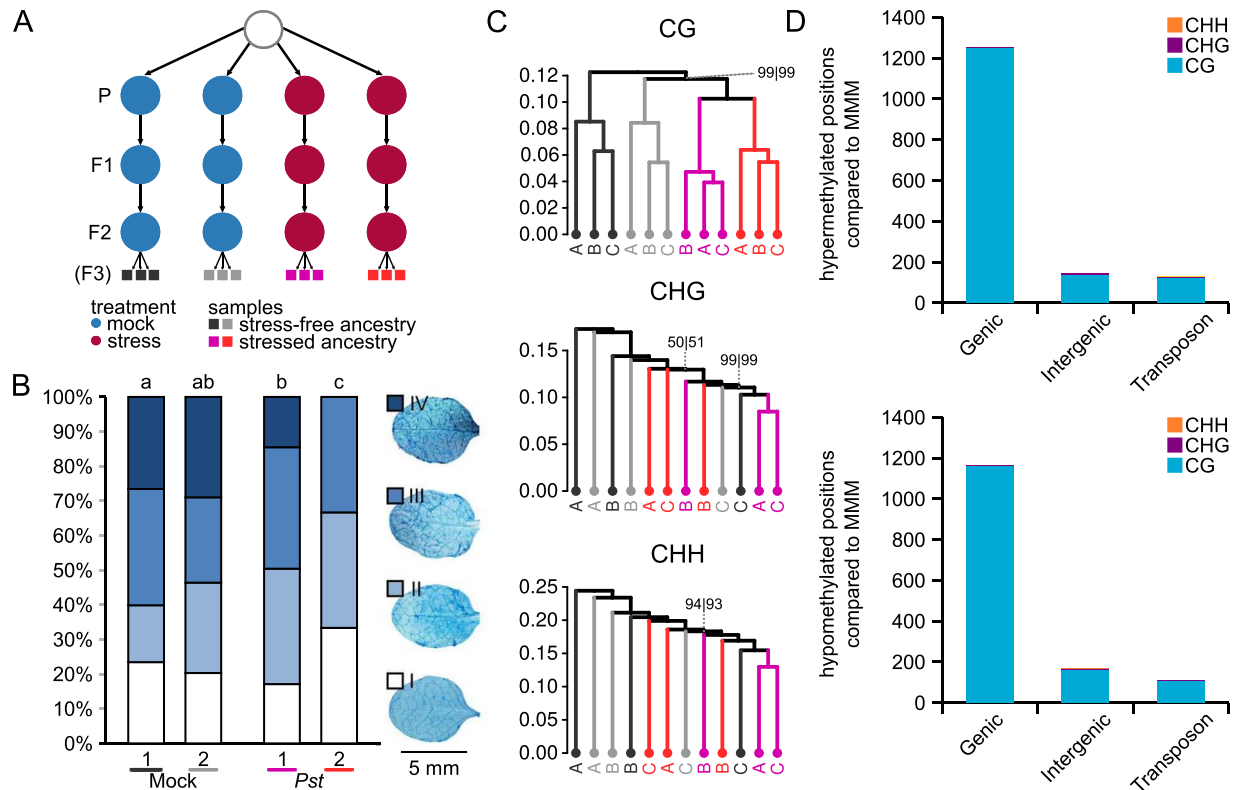 A
P
F1
F2
(F3)
treatment
mock
stress
samples
stress-free ancestry
stressed ancestry
B
a ab b c
100%
90%
80%
70%
60%
50%
40%
30%
20%
10%
0%
1 2 1 2
Mock Pst
IV
III
II
I
5 mm
C
CG
0.12
0.10
0.08
0.06
0.04
0.02
0.00
99|99
A B C A B C B A C A B C
CHG
0.15
0.10
0.05
0.00
50|51
99|99
A A B B A C B B C C A C
CHH
0.25
0.20
0.15
0.10
0.05
0.00
94|93
A A B B C A C B B C A C
D
hypermethylated positions
compared to MMM
1400
1200
1000
800
600
400
200
0
CHH
CHG
CG
Genic
Intergenic
Transposon
hypomethylated positions
compared to MMM
1400
1200
1000
800
600
400
200
0
CHH
CHG
CG
Genic
Intergenic
Transposon